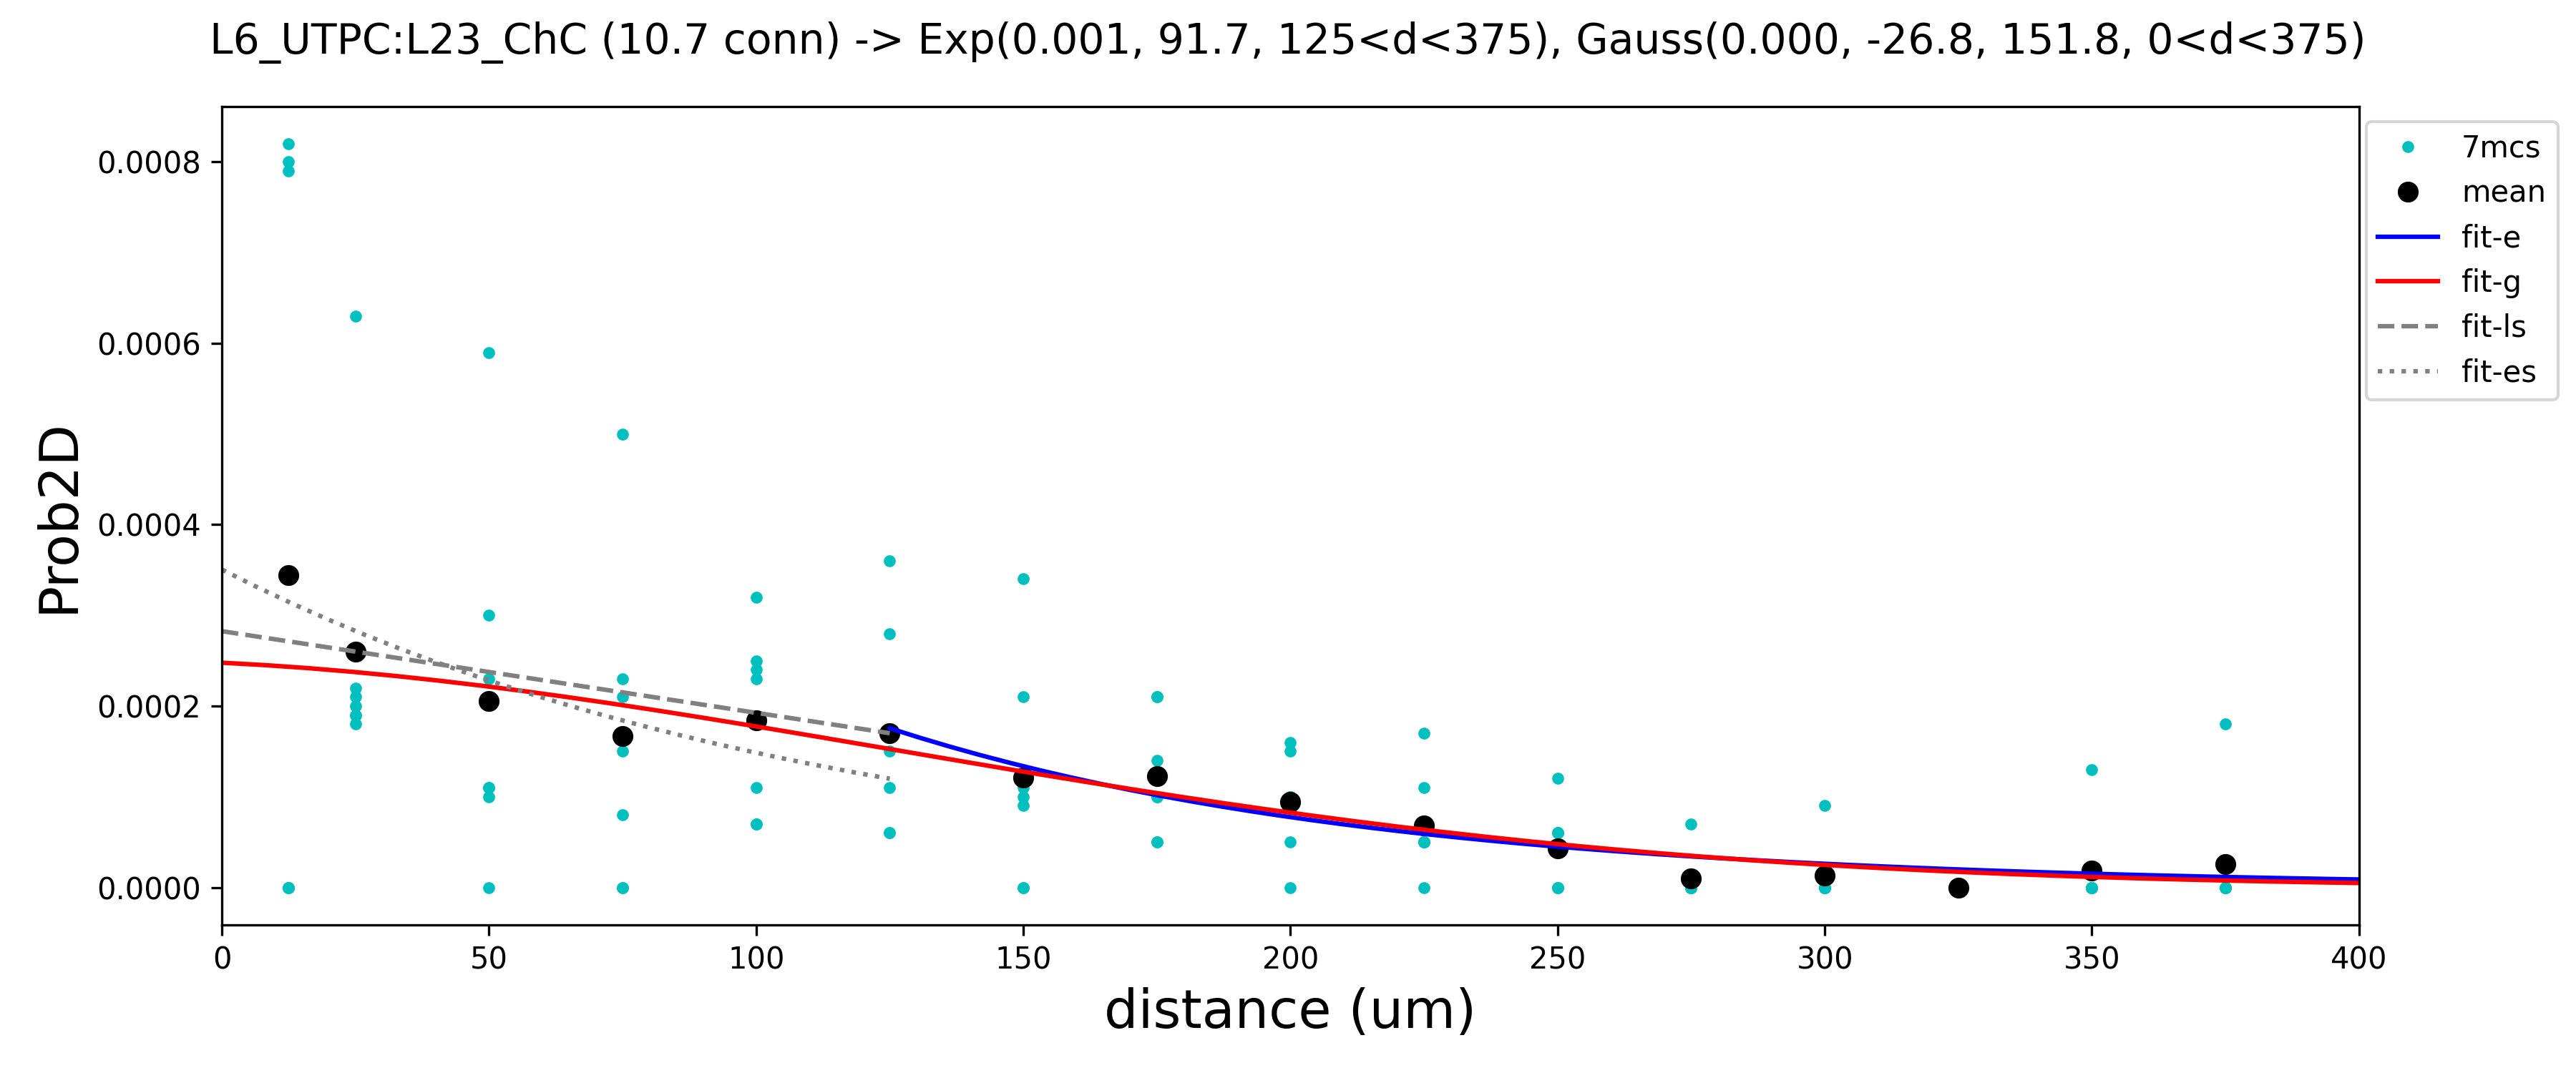 L6_UTPC:L23_ChC (10.7 conn) -> Exp(0.001, 91.7, 125<d<375), Gauss(0.000, -26.8, 151.8, 0<d<375)
Prob2D
0.0008
0.0006
0.0004
0.0002
0.0000
0 50 100 150 200 250 300 350 400
distance (um)
7mcs
mean
fit-e
fit-g
fit-ls
fit-es